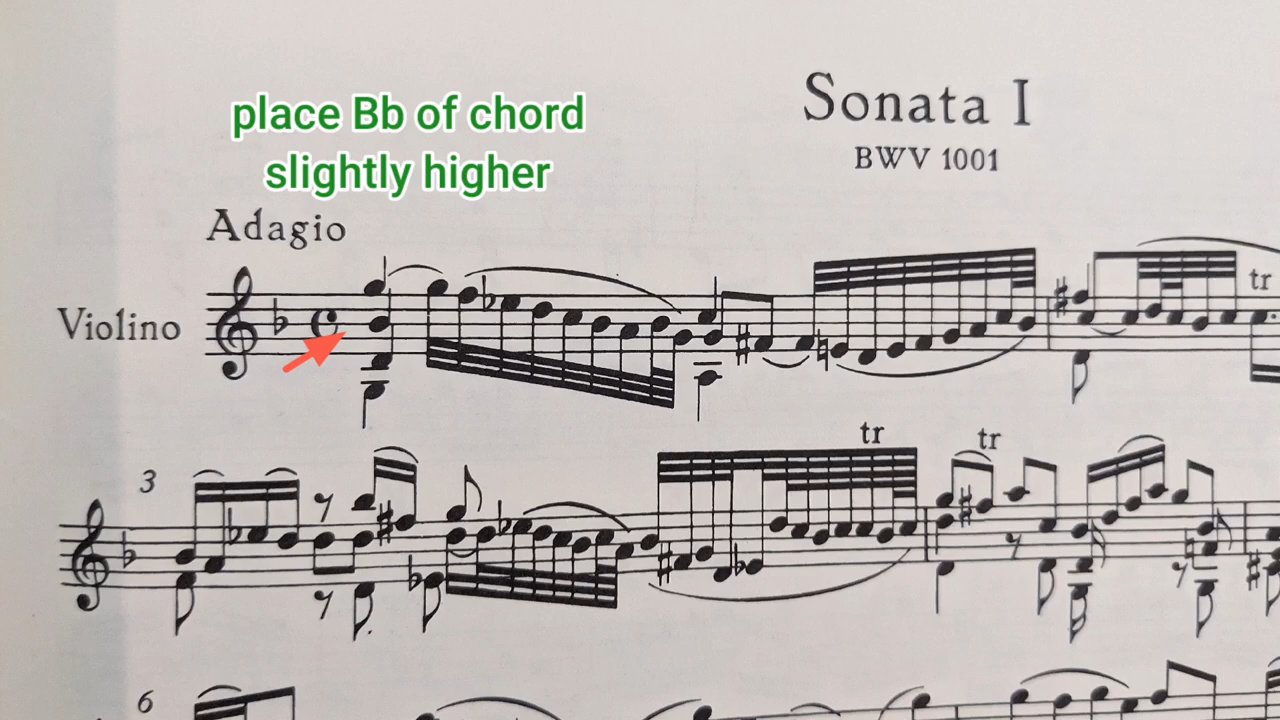 place Bb of chord
slightly higher
Sonata I
BWV 1001
Adagio
Violino
tr
3
tr
tr
6